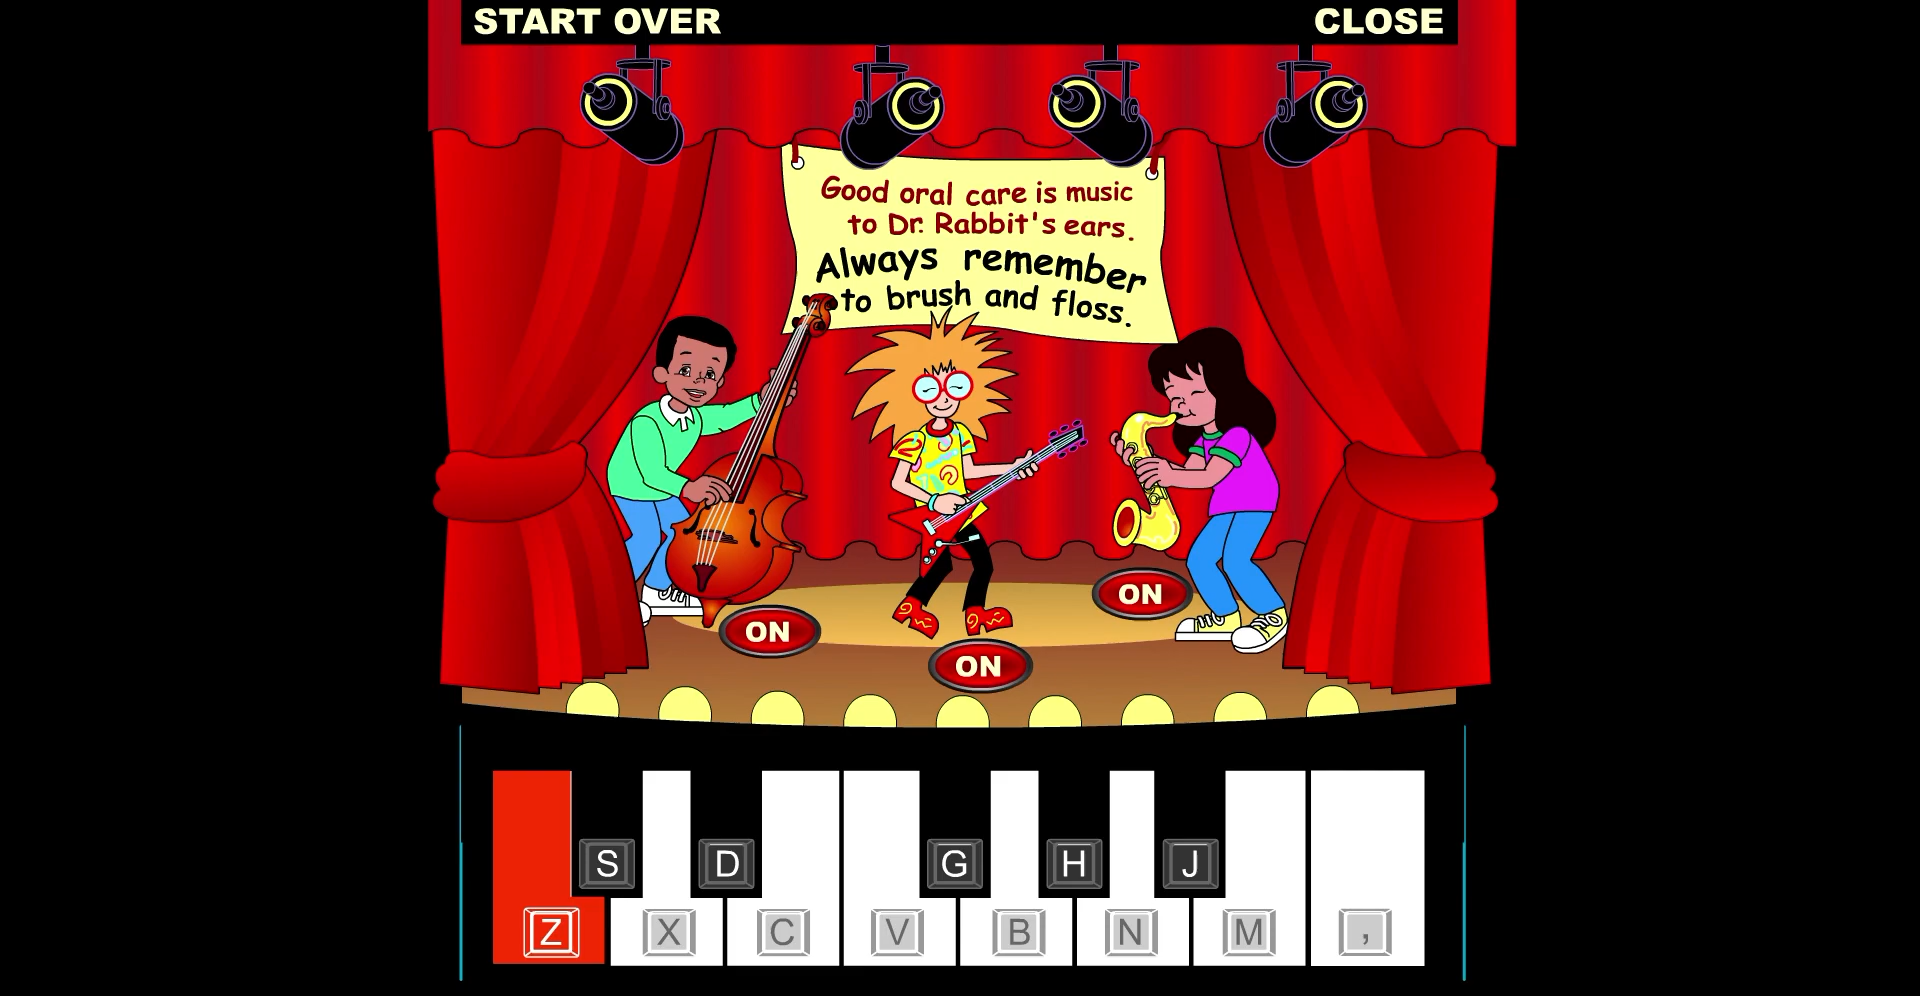 START OVER
CLOSE
Good oral care is music
to Dr. Rabbit's ears.
Always remember
to brush and floss.
ON
ON
ON
S
D
G
H
J
Z
X
C
V
B
N
M
,